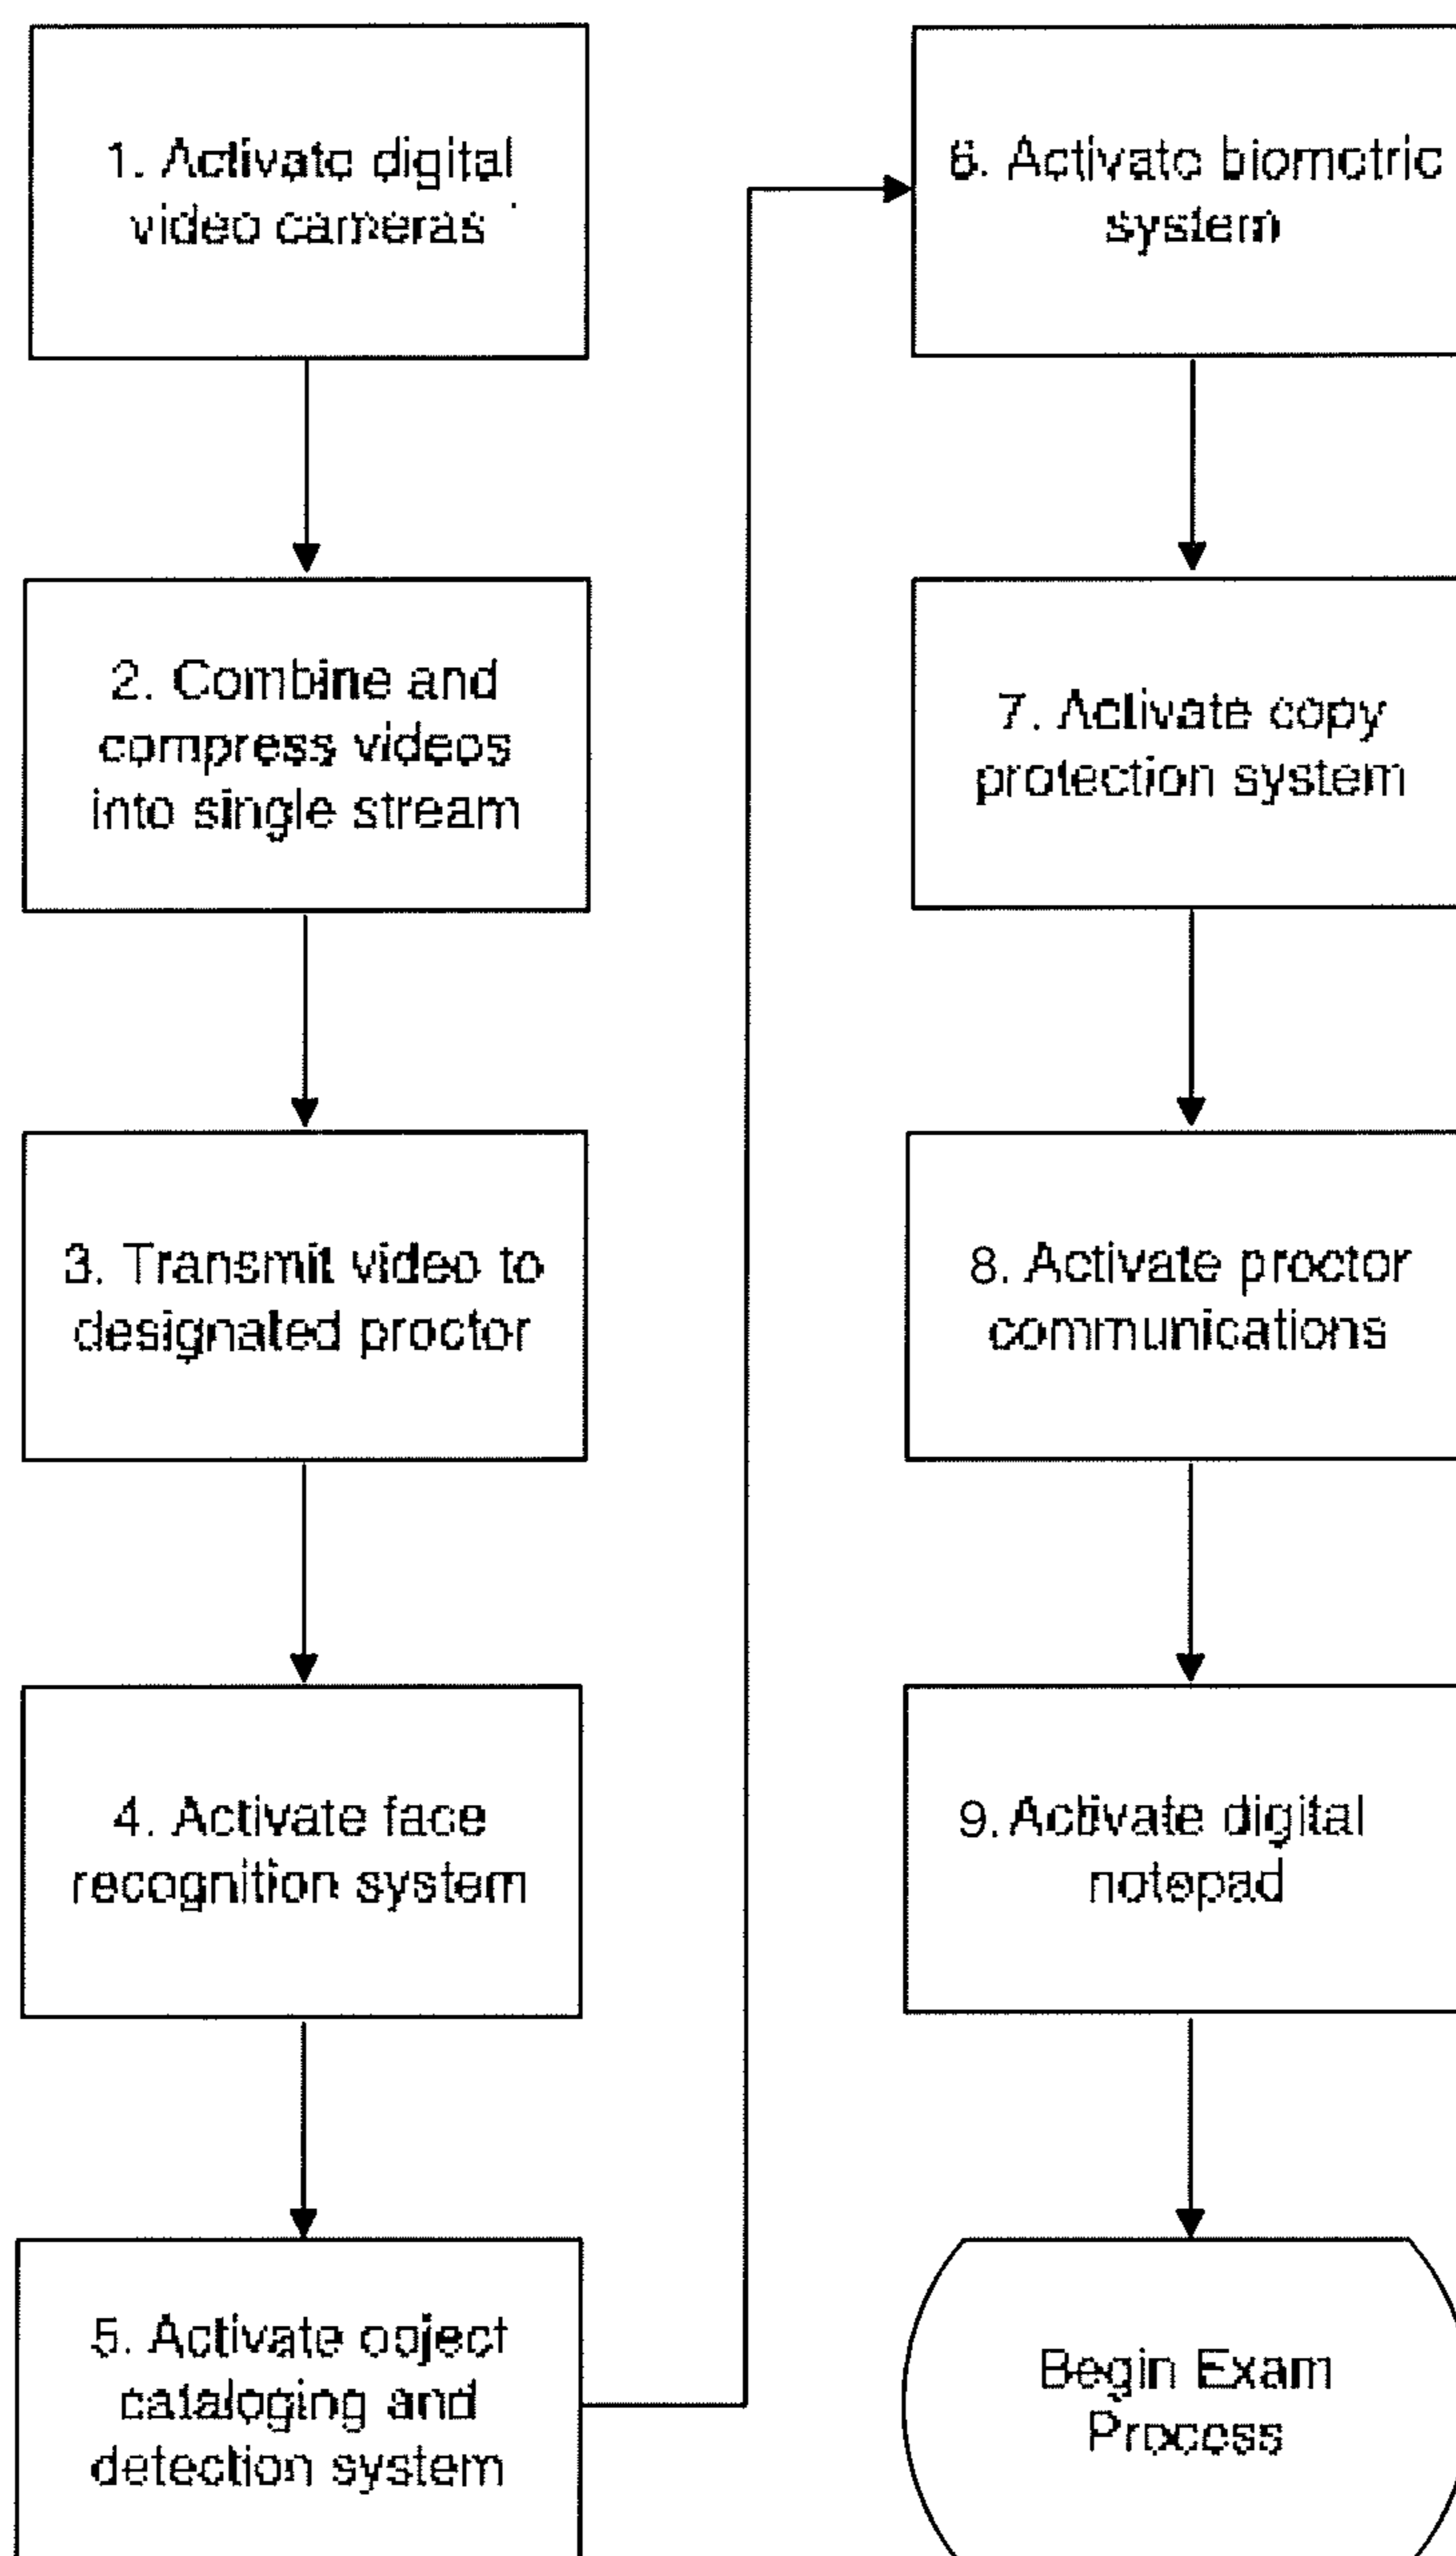 1. Activate digital
video cameras
2. Combine and
compress videos
into single stream
3. Transmit video to
designated proctor
4. Activate face
recognition system
5. Activate object
cataloging and
detection system
6. Activate biometric
system
7. Activate copy
protection system
8. Activate proctor
communications
9. Activate digital
notepad
Begin Exam
Process